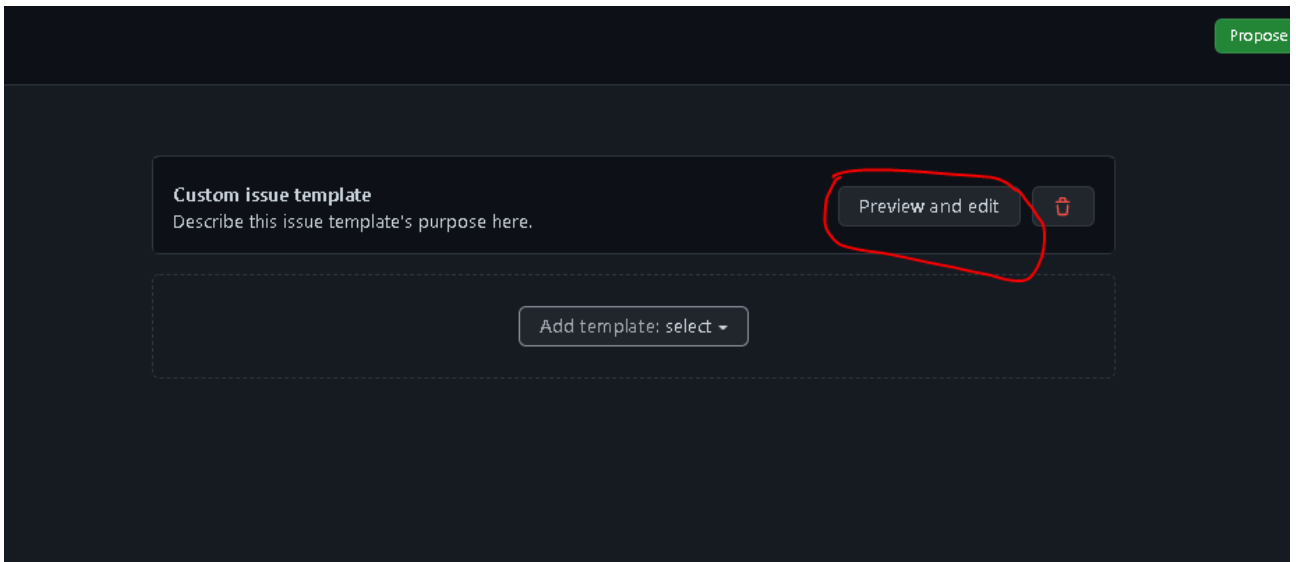 Propose
Custom issue template
Describe this issue template's purpose here.
Preview and edit
Add template: select